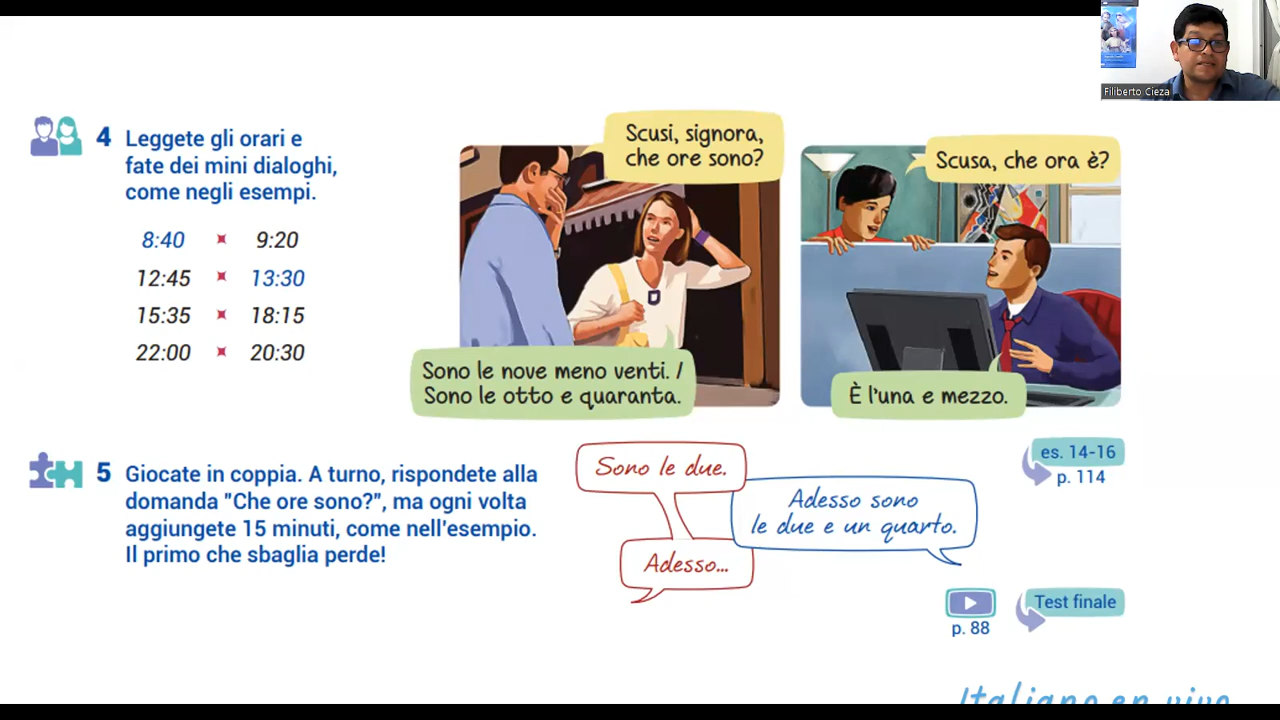 Filiberto Cieza
4 Leggete gli orari e
fate dei mini dialoghi,
come negli esempi.
8:40 9:20
12:45 13:30
15:35 18:15
22:00 20:30
Scusi, signora,
che ore sono?
Sono le nove meno venti. /
Sono le otto e quaranta.
Scusa, che ora è?
È l'una e mezzo.
es. 14-16
p. 114
5 Giocate in coppia. A turno, rispondete alla
domanda "Che ore sono?", ma ogni volta
aggiungete 15 minuti, come nell'esempio.
Il primo che sbaglia perde!
Sono le due.
Adesso sono
le due e un quarto.
Adesso...
p. 88
Test finale
Italiano en vivo